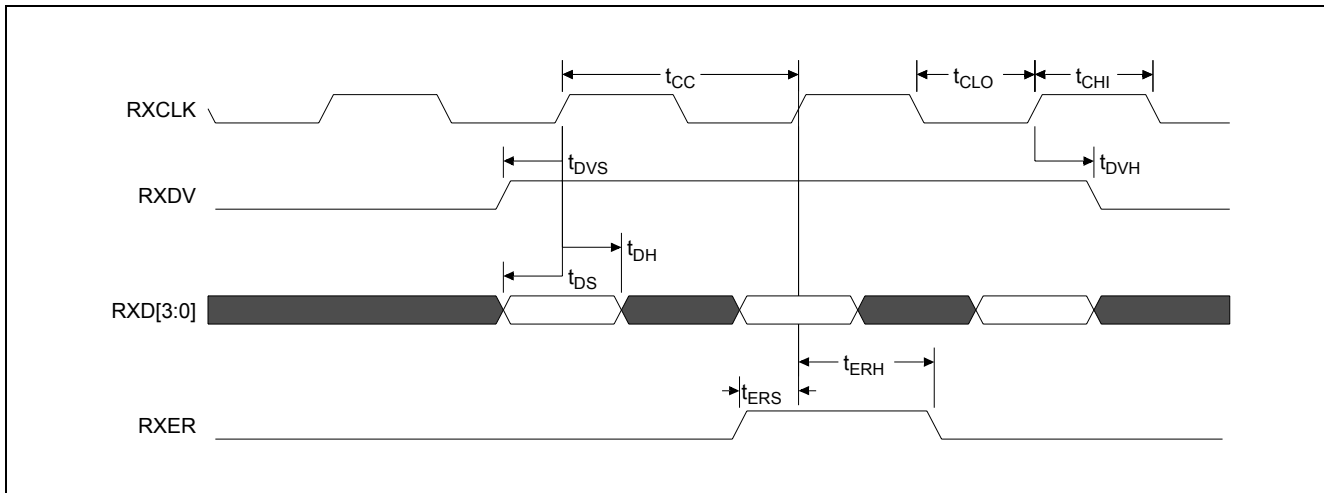 tCC
tCLO
tCHI
RXCLK
tDVS
tDVH
RXDV
tDH
tDS
RXD[3:0]
tERH
tERS
RXER